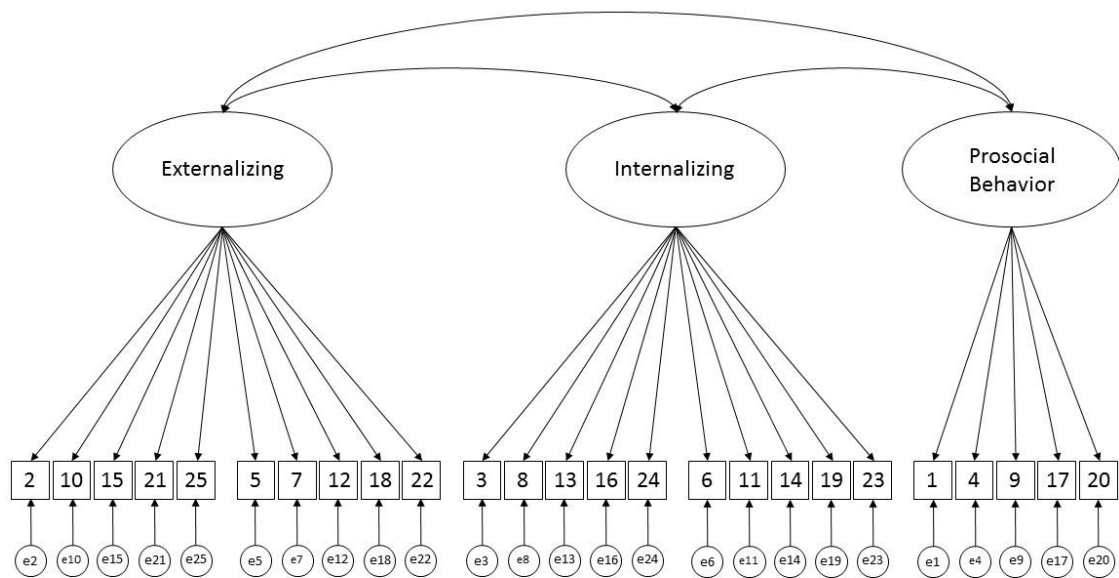 Externalizing
Internalizing
Prosocial
Behavior
2 10 15 21 25 5 7 12 18 22 3 8 13 16 24 6 11 14 19 23 1 4 9 17 20
e2 e10 e15 e21 e25 e5 e7 e12 e18 e22 e3 e8 e13 e16 e24 e6 e11 e14 e19 e23 e1 e4 e9 e17 e20